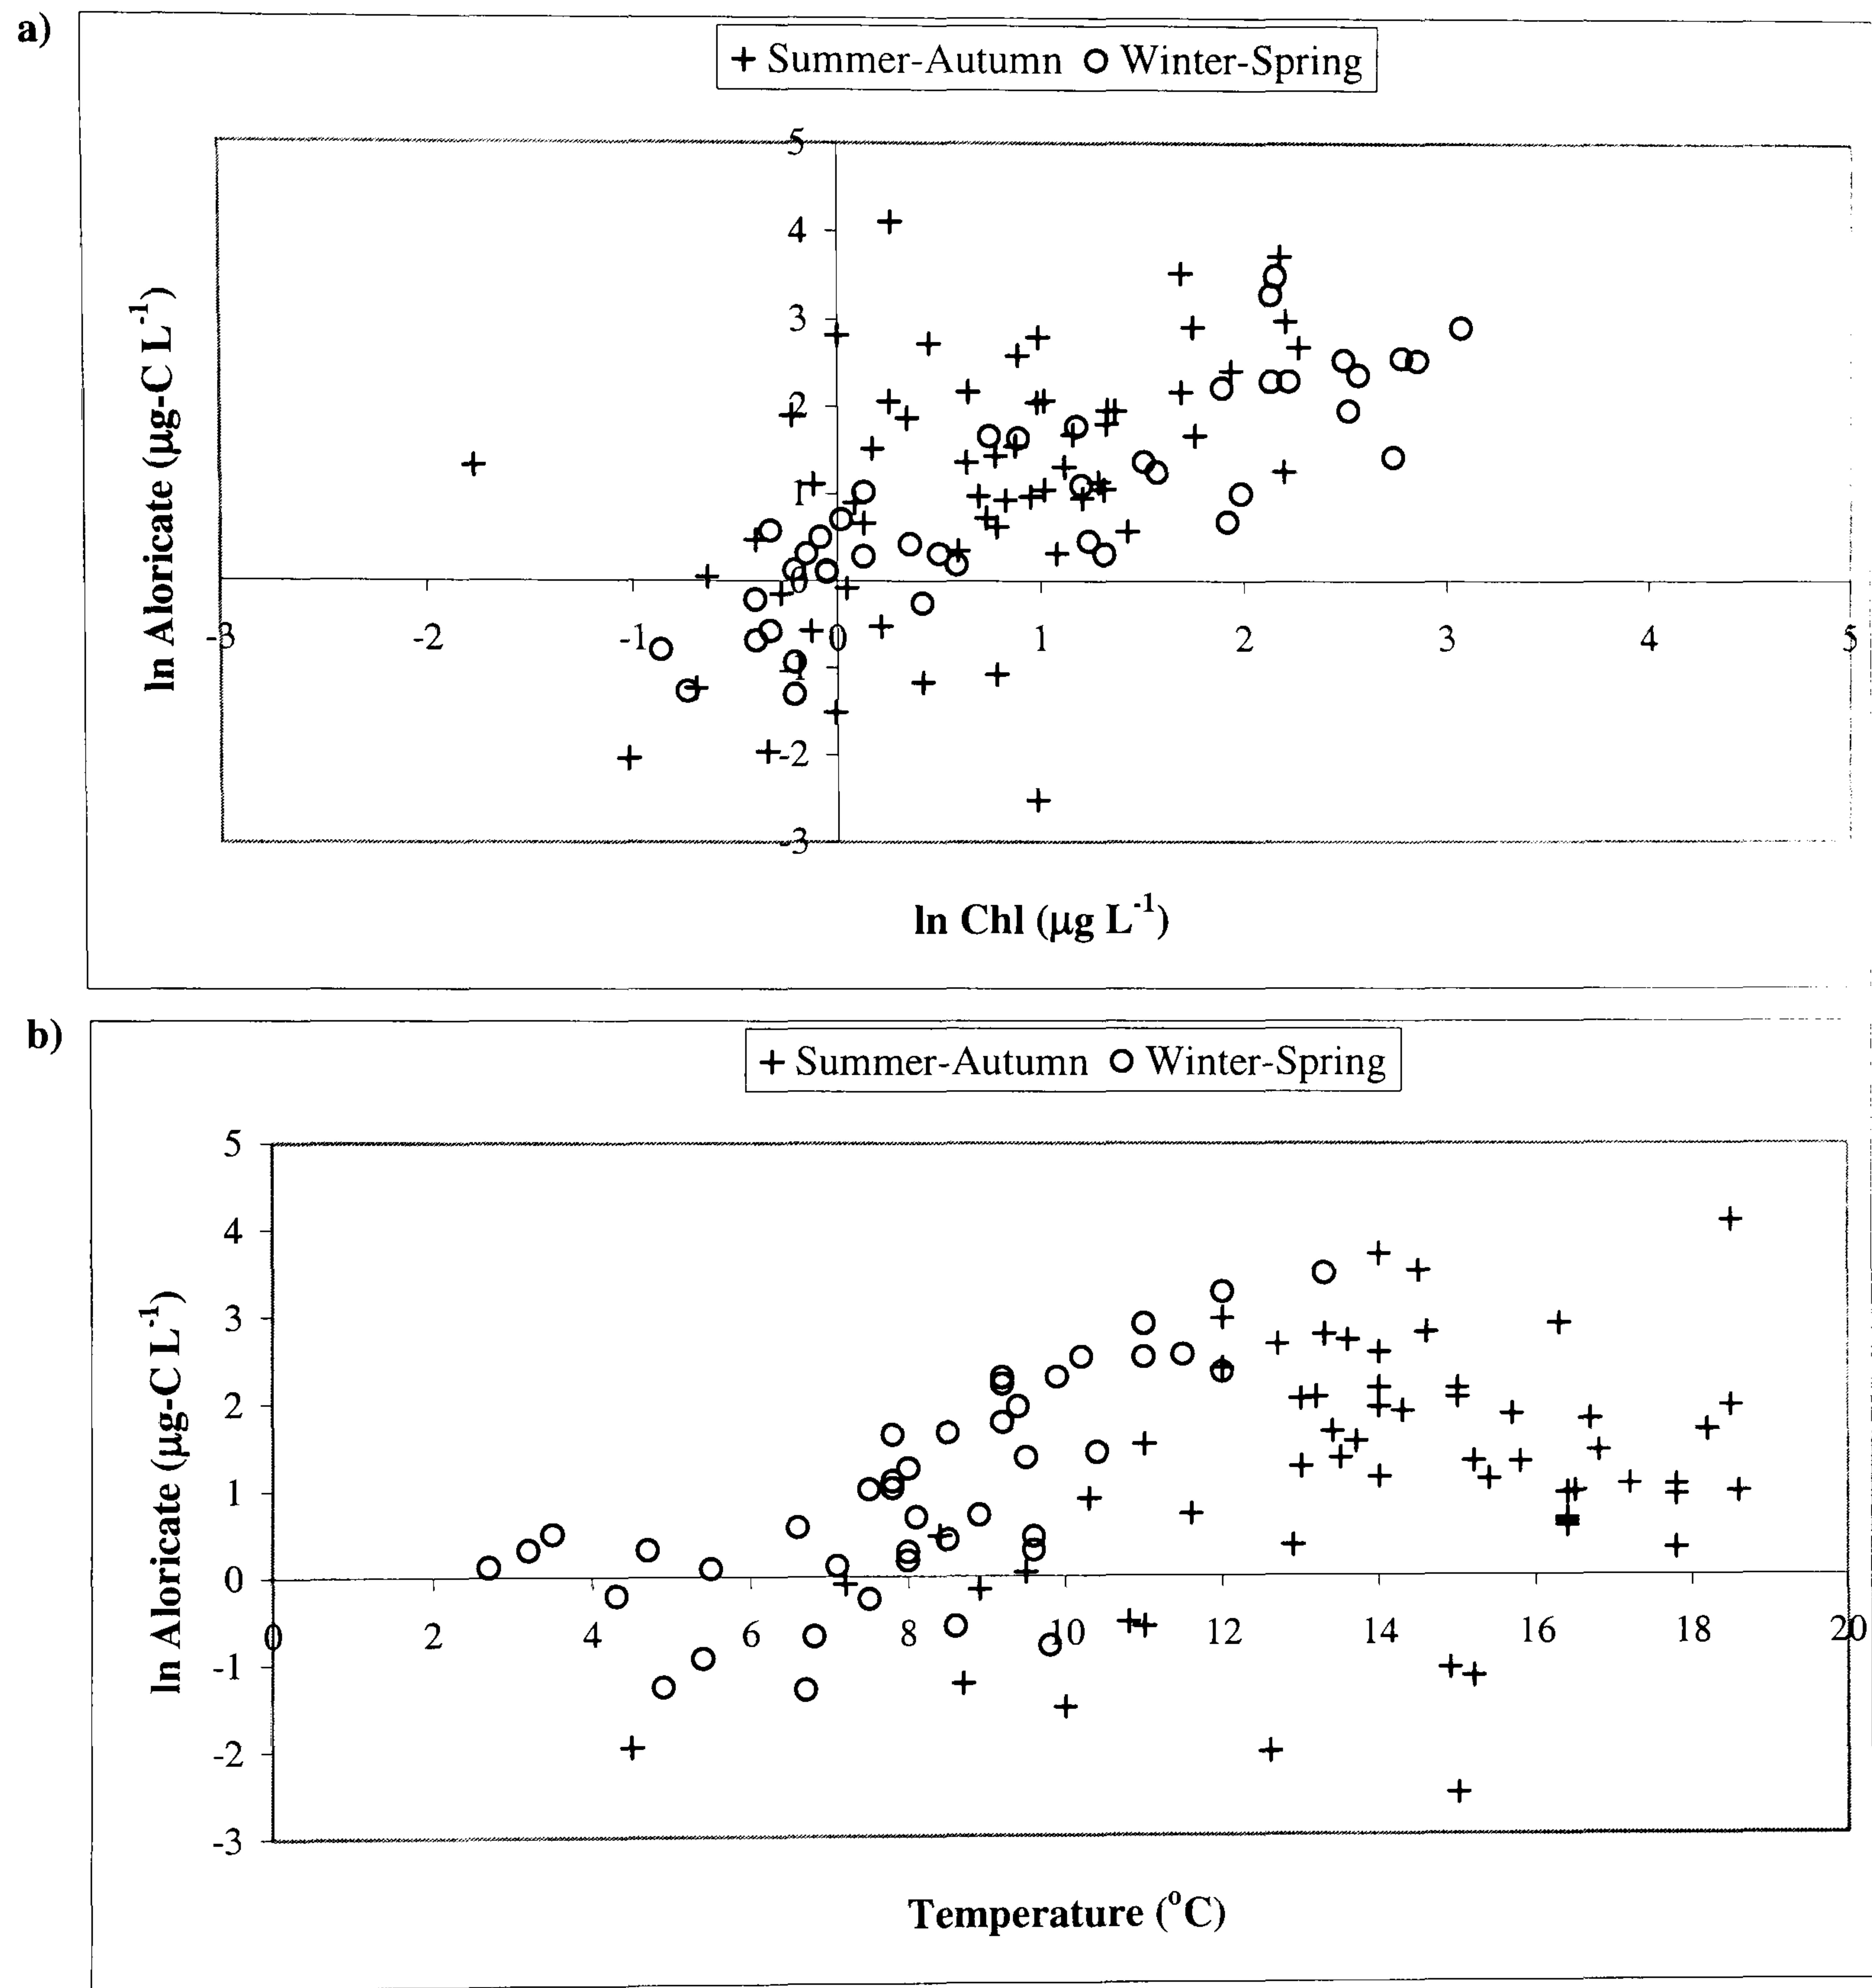 a)
+ Summer-Autumn o Winter-Spring
5
4
3
2
1
0
-3 -2 -1 0 1 2 3 4 5
-1
-2
-3
ln Aloricate (µg-C L-1)
ln Chl (µg L-1)
b)
+ Summer-Autumn o Winter-Spring
5
4
3
2
1
0
0 2 4 6 8 10 12 14 16 18 20
-1
-2
-3
ln Aloricate (µg-C L-1)
Temperature (oC)